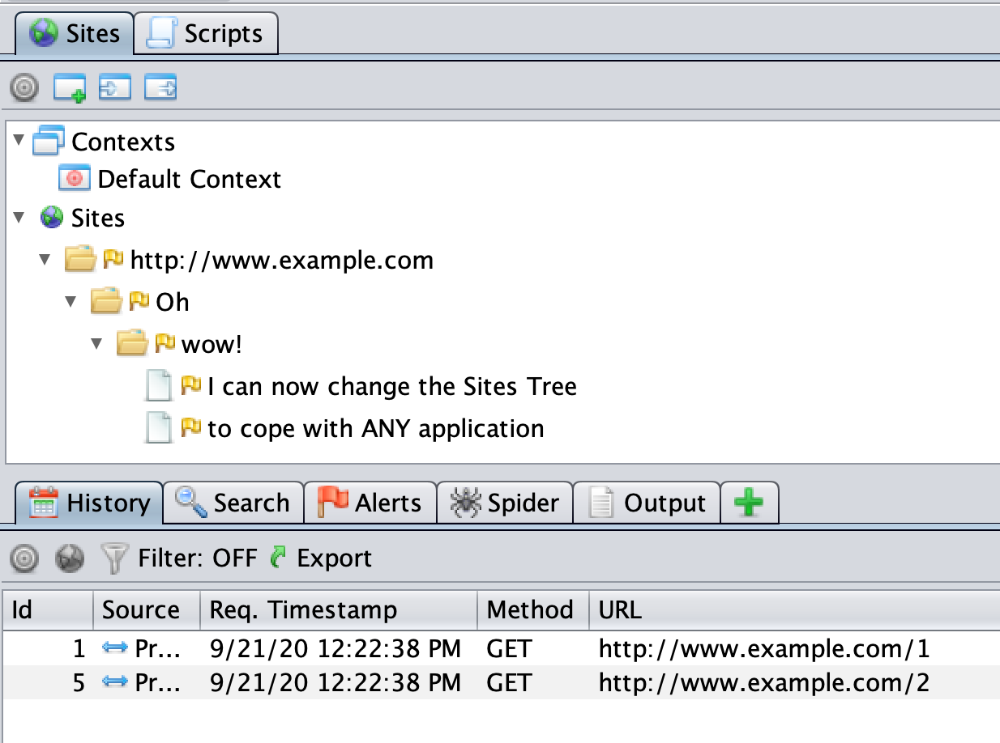 Sites Scripts
Contexts
Default Context
Sites
http://www.example.com
Oh
wow!
I can now change the Sites Tree
to cope with ANY application
History Search Alerts Spider Output
Filter: OFF Export
Id Source Req. Timestamp Method URL
1 Pr... 9/21/20 12:22:38 PM GET http://www.example.com/1
5 Pr... 9/21/20 12:22:38 PM GET http://www.example.com/2